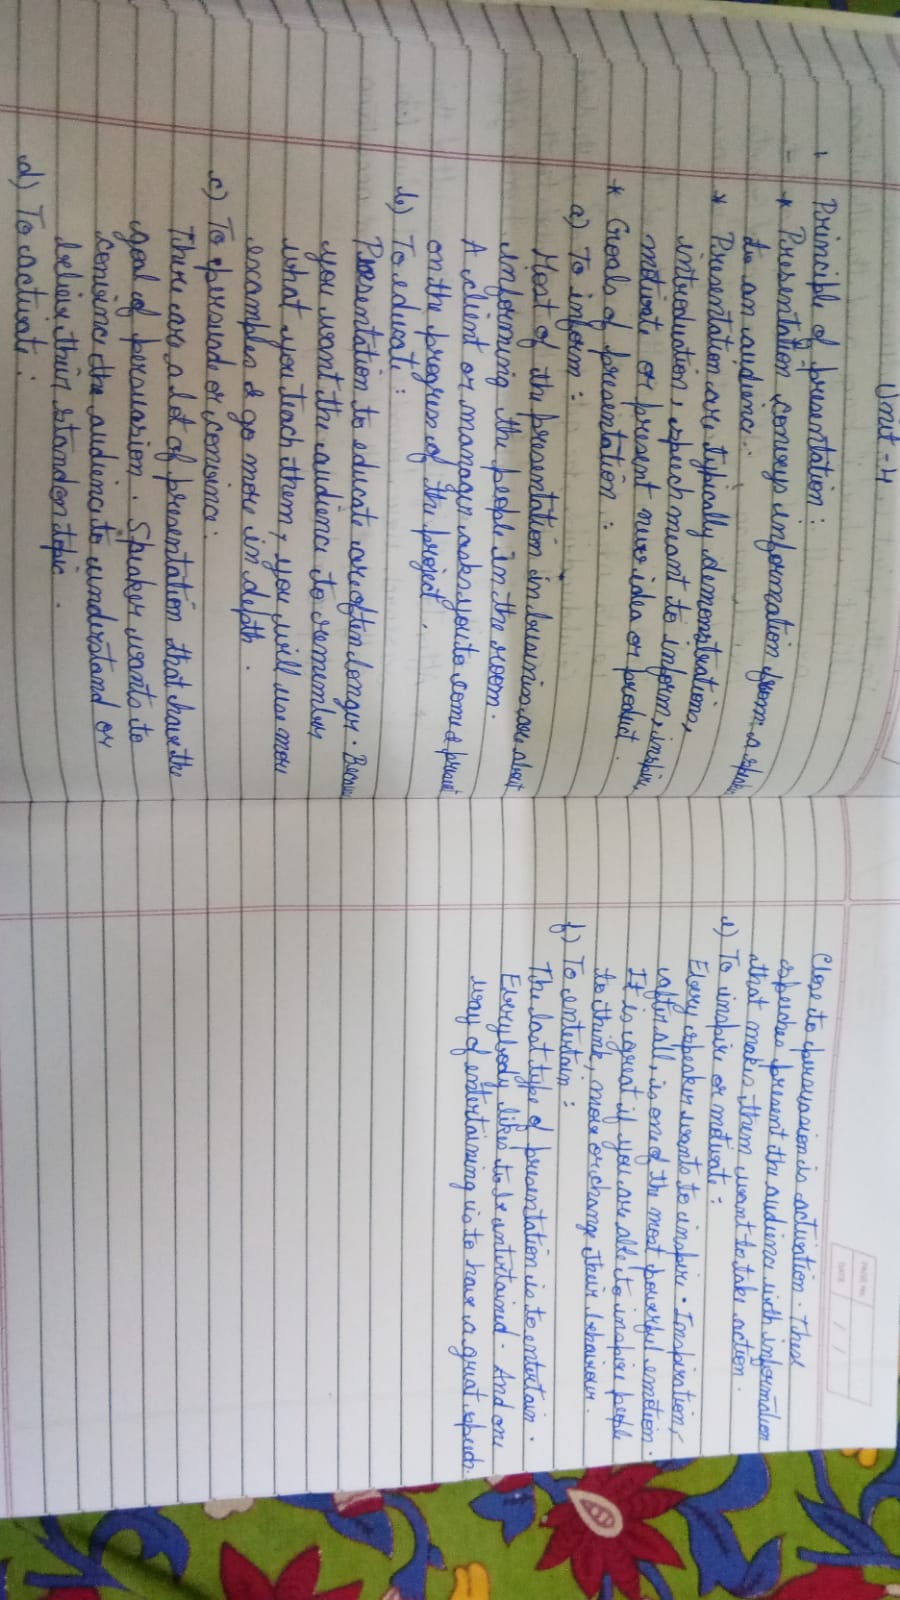 Unit - 4
1. Principle of presentation :
- * Presentation conveys information from a speaker
to an audience.
* Presentation are typically demonstrations,
introduction, speech meant to inform, inspire,
motivate or present new idea or product.
* Goals of presentation :
a) To inform :
Most of the presentation in business are about
informing the people in the room.
A client or manager asks you to come & present
on the progress of the project.
b) To educate :
Presentation to educate are often longer. Because
you want the audience to remember
what you teach them, you will use more
examples & go more in depth.
c) To persuade or convince :
There are a lot of presentation that have the
goal of persuasion. Speaker wants to
convince the audience to understand or
believe their stand on topic.
d) To activate :
PAGE No.
DATE / /
Close to persuasion is activation. These
speeches present the audience with information
that makes them want to take action.
e) To inspire or motivate :
Every speaker wants to inspire. Inspiration,
after all, is one of the most powerful emotion.
It is great if you are able to inspire people
to think, move or change their behaviour.
f) To entertain :
The last type of presentation is to entertain.
Everybody likes to be entertained. And one
way of entertaining is to have a great speech.